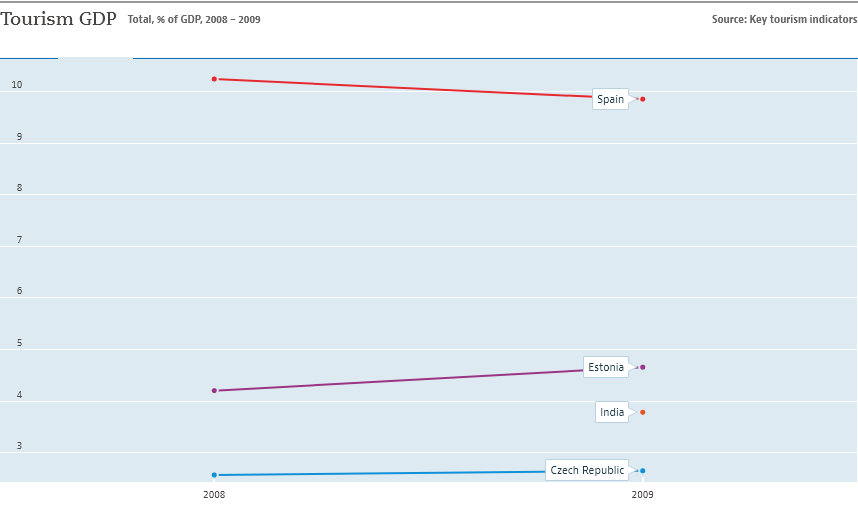 Tourism GDP Total, % of GDP, 2008 – 2009
Source: Key tourism indicators
10
9
8
7
6
5
4
3
Spain
Estonia
India
Czech Republic
2008
2009